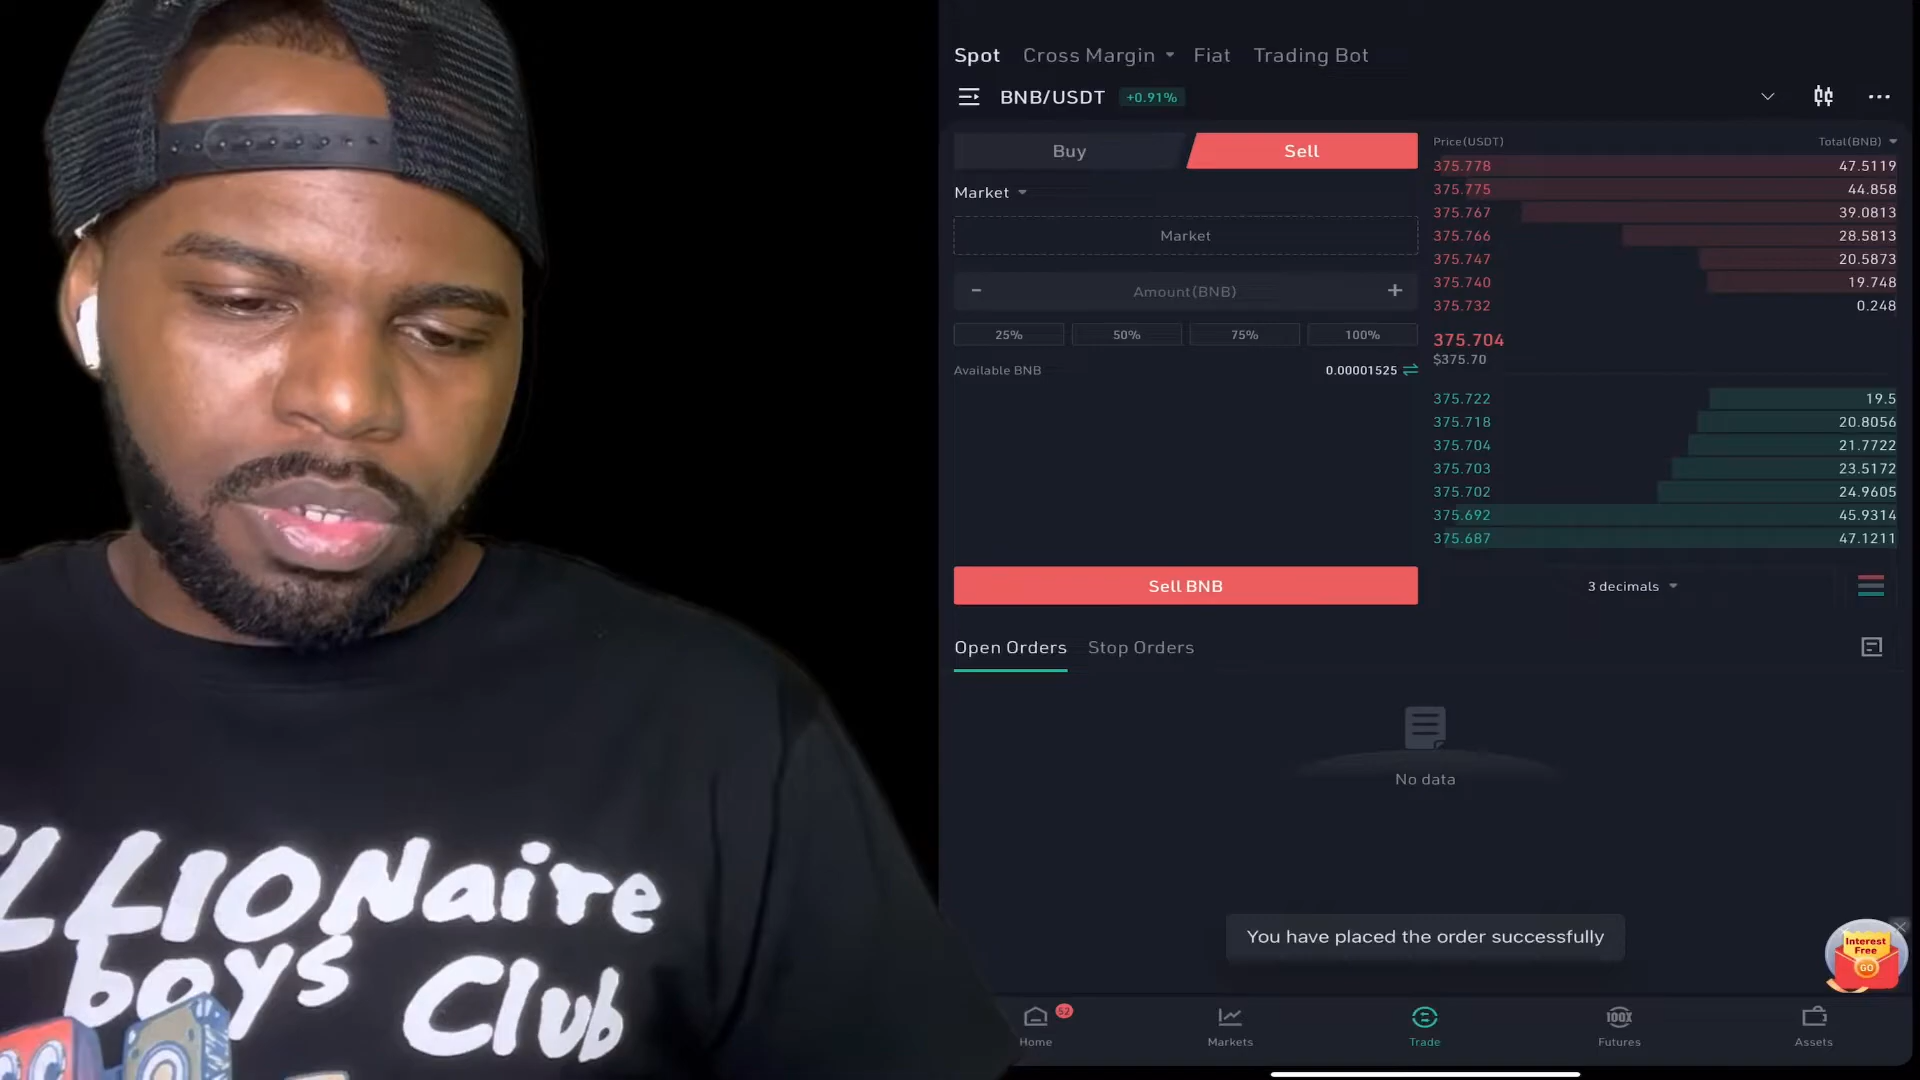 Spot Cross Margin Fiat Trading Bot
BNB/USDT +0.91%
Buy Sell
Market
Market
- Amount(BNB) +
25% 50% 75% 100%
Available BNB 0.00001525
Sell BNB
Price(USDT) Total(BNB)
375.778 47.5119
375.775 44.858
375.767 39.0813
375.766 28.5813
375.747 20.5873
375.740 19.748
375.732 0.248
375.704
$375.70
375.722 19.5
375.718 20.8056
375.704 21.7722
375.703 23.5172
375.702 24.9605
375.692 45.9314
375.687 47.1211
3 decimals
Open Orders Stop Orders
No data
You have placed the order successfully
Interest
Free
GO
52
100X
Home Markets Trade Futures Assets
LLIONaire
boys Club